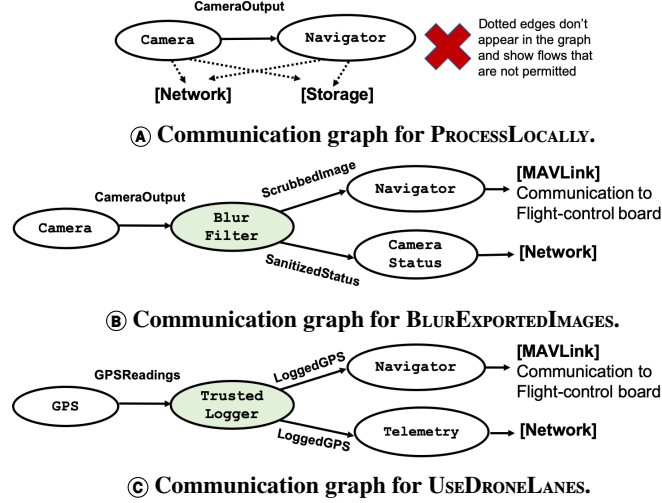 CameraOutput
Camera
Navigator
Dotted edges don't
appear in the graph
and show flows that
are not permitted
[Network]
[Storage]
Ⓐ Communication graph for PROCESSLOCALLY.
CameraOutput
Camera
Blur
Filter
ScrubbedImage
SanitizedStatus
Navigator
[MAVLink]
Communication to
Flight-control board
Camera
Status
[Network]
Ⓑ Communication graph for BLUREXPORTEDIMAGES.
GPSReadings
GPS
Trusted
Logger
LoggedGPS
LoggedGPS
Navigator
[MAVLink]
Communication to
Flight-control board
Telemetry
[Network]
Ⓒ Communication graph for USEDRONELANES.